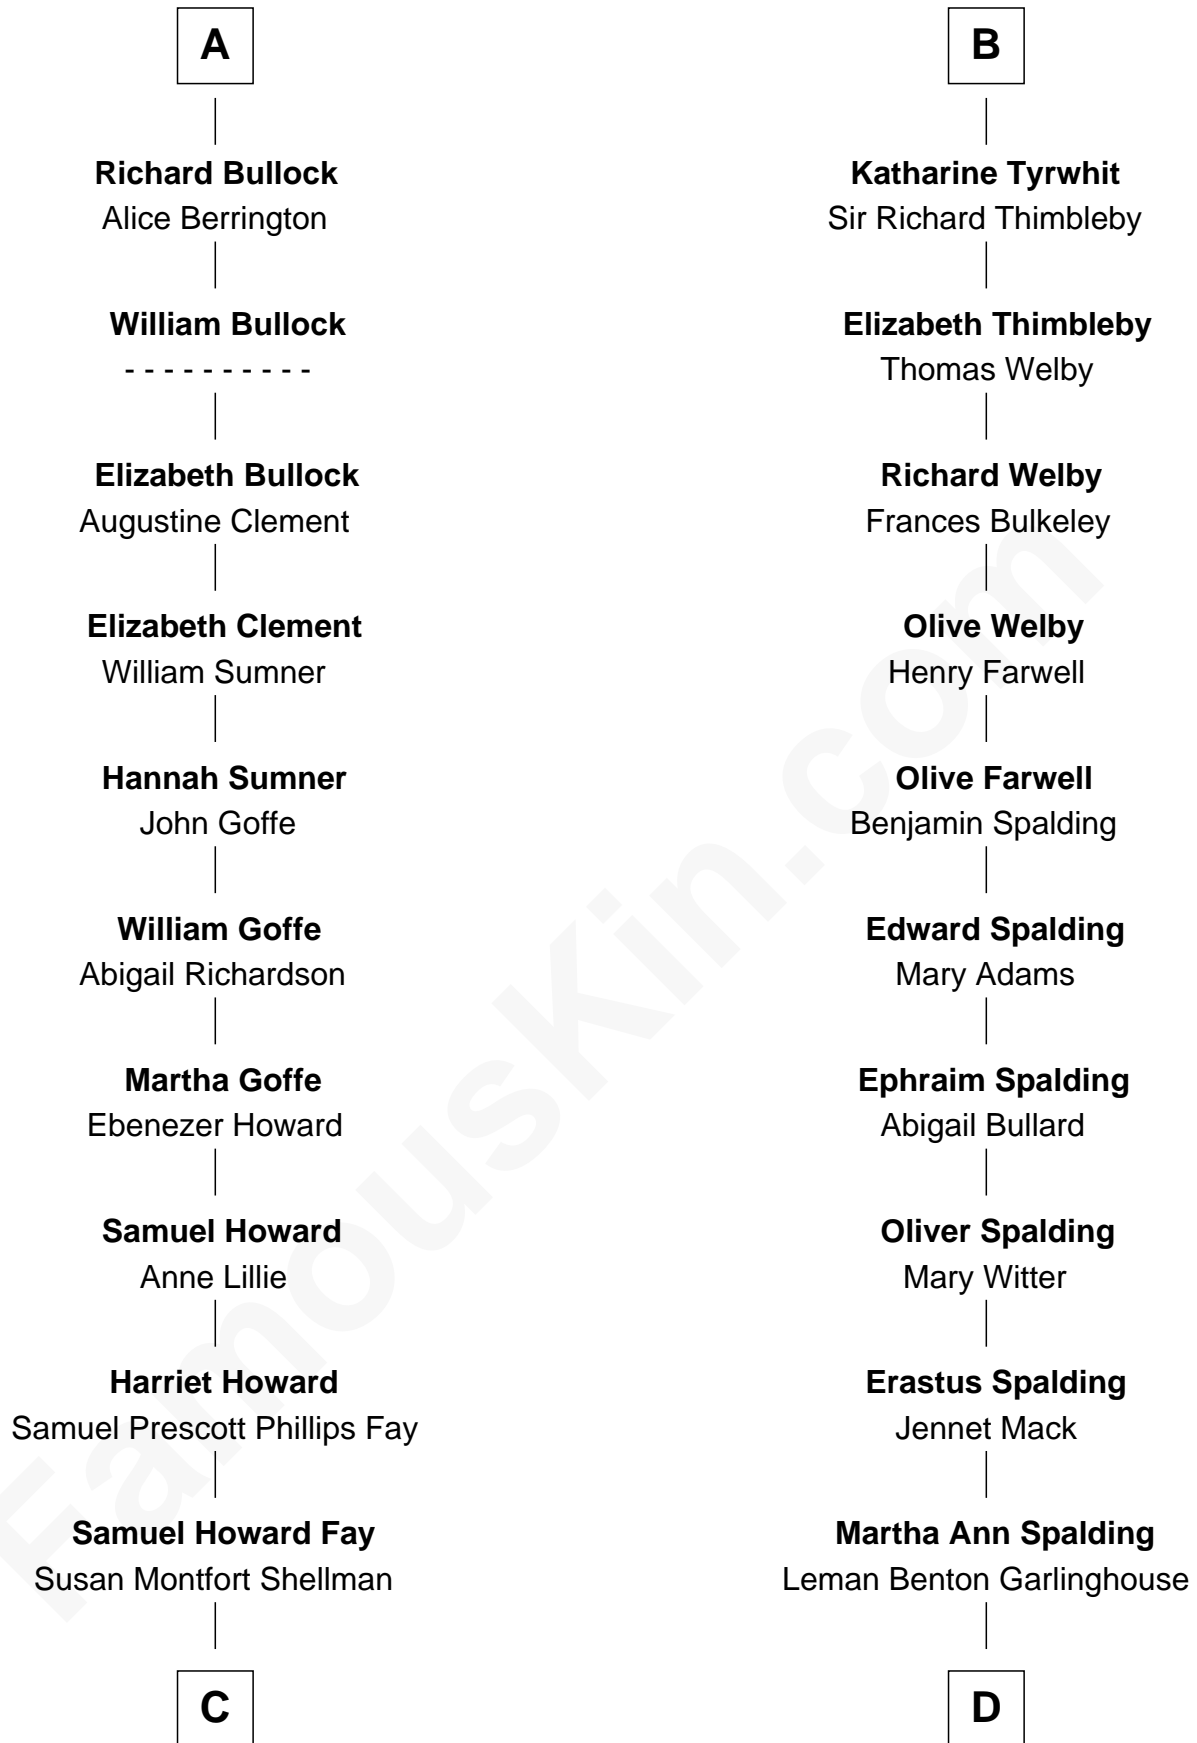 A
Richard Bullock
Alice Berrington
William Bullock
- - - - - - - - - -
Elizabeth Bullock
Augustine Clement
Elizabeth Clement
William Sumner
Hannah Sumner
John Goffe
William Goffe
Abigail Richardson
Martha Goffe
Ebenezer Howard
Samuel Howard
Anne Lillie
Harriet Howard
Samuel Prescott Phillips Fay
Samuel Howard Fay
Susan Montfort Shellman
C
B
Katharine Tyrwhit
Sir Richard Thimbleby
Elizabeth Thimbleby
Thomas Welby
Richard Welby
Frances Bulkeley
Olive Welby
Henry Farwell
Olive Farwell
Benjamin Spalding
Edward Spalding
Mary Adams
Ephraim Spalding
Abigail Bullard
Oliver Spalding
Mary Witter
Erastus Spalding
Jennet Mack
Martha Ann Spalding
Leman Benton Garlinghouse
D
FamousKin.com